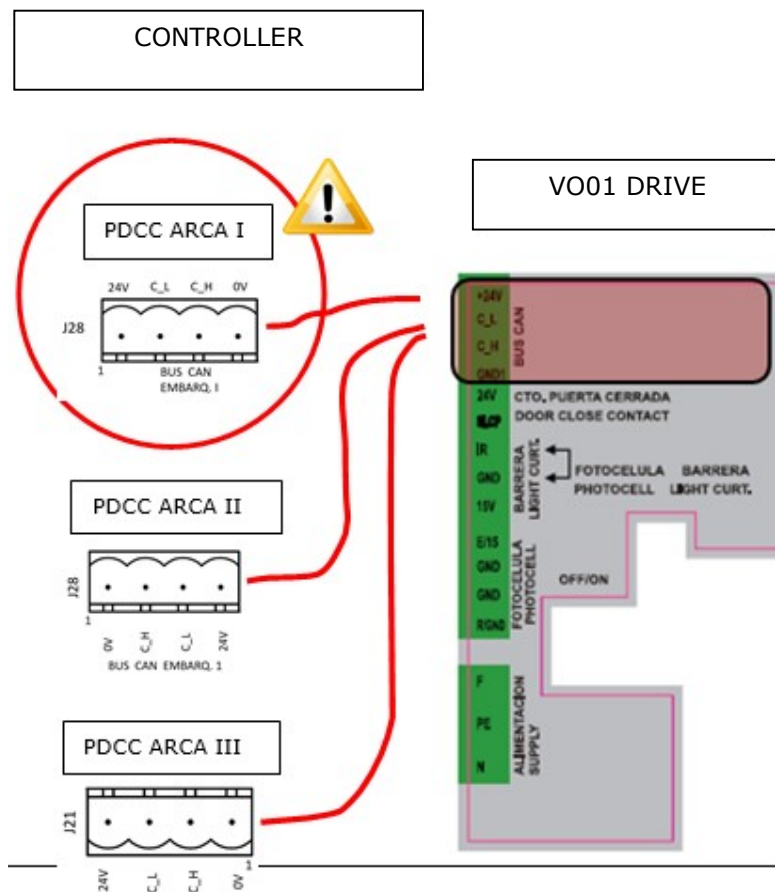 CONTROLLER
VO01 DRIVE
PDCC ARCA I
24V C_L C_H 0V
J28
1
BUS CAN
EMBARQ. I
PDCC ARCA II
J28
1
0V C_H C_L 24V
BUS CAN EMBARQ. 1
PDCC ARCA III
J21
1
24V C_L C_H 0V
+24V
C_L
C_H
GND1
BUS CAN
24V
CTO. PUERTA CERRADA
DOOR CLOSE CONTACT
IR
GND
15V
BARRERA
LIGHT CURT.
FOTOCELULA BARRERA
PHOTOCELL LIGHT CURT.
E/15
GND
GND
RGND
FOTOCELULA
PHOTOCELL
OFF/ON
F
PE
N
ALIMENTACION
SUPPLY